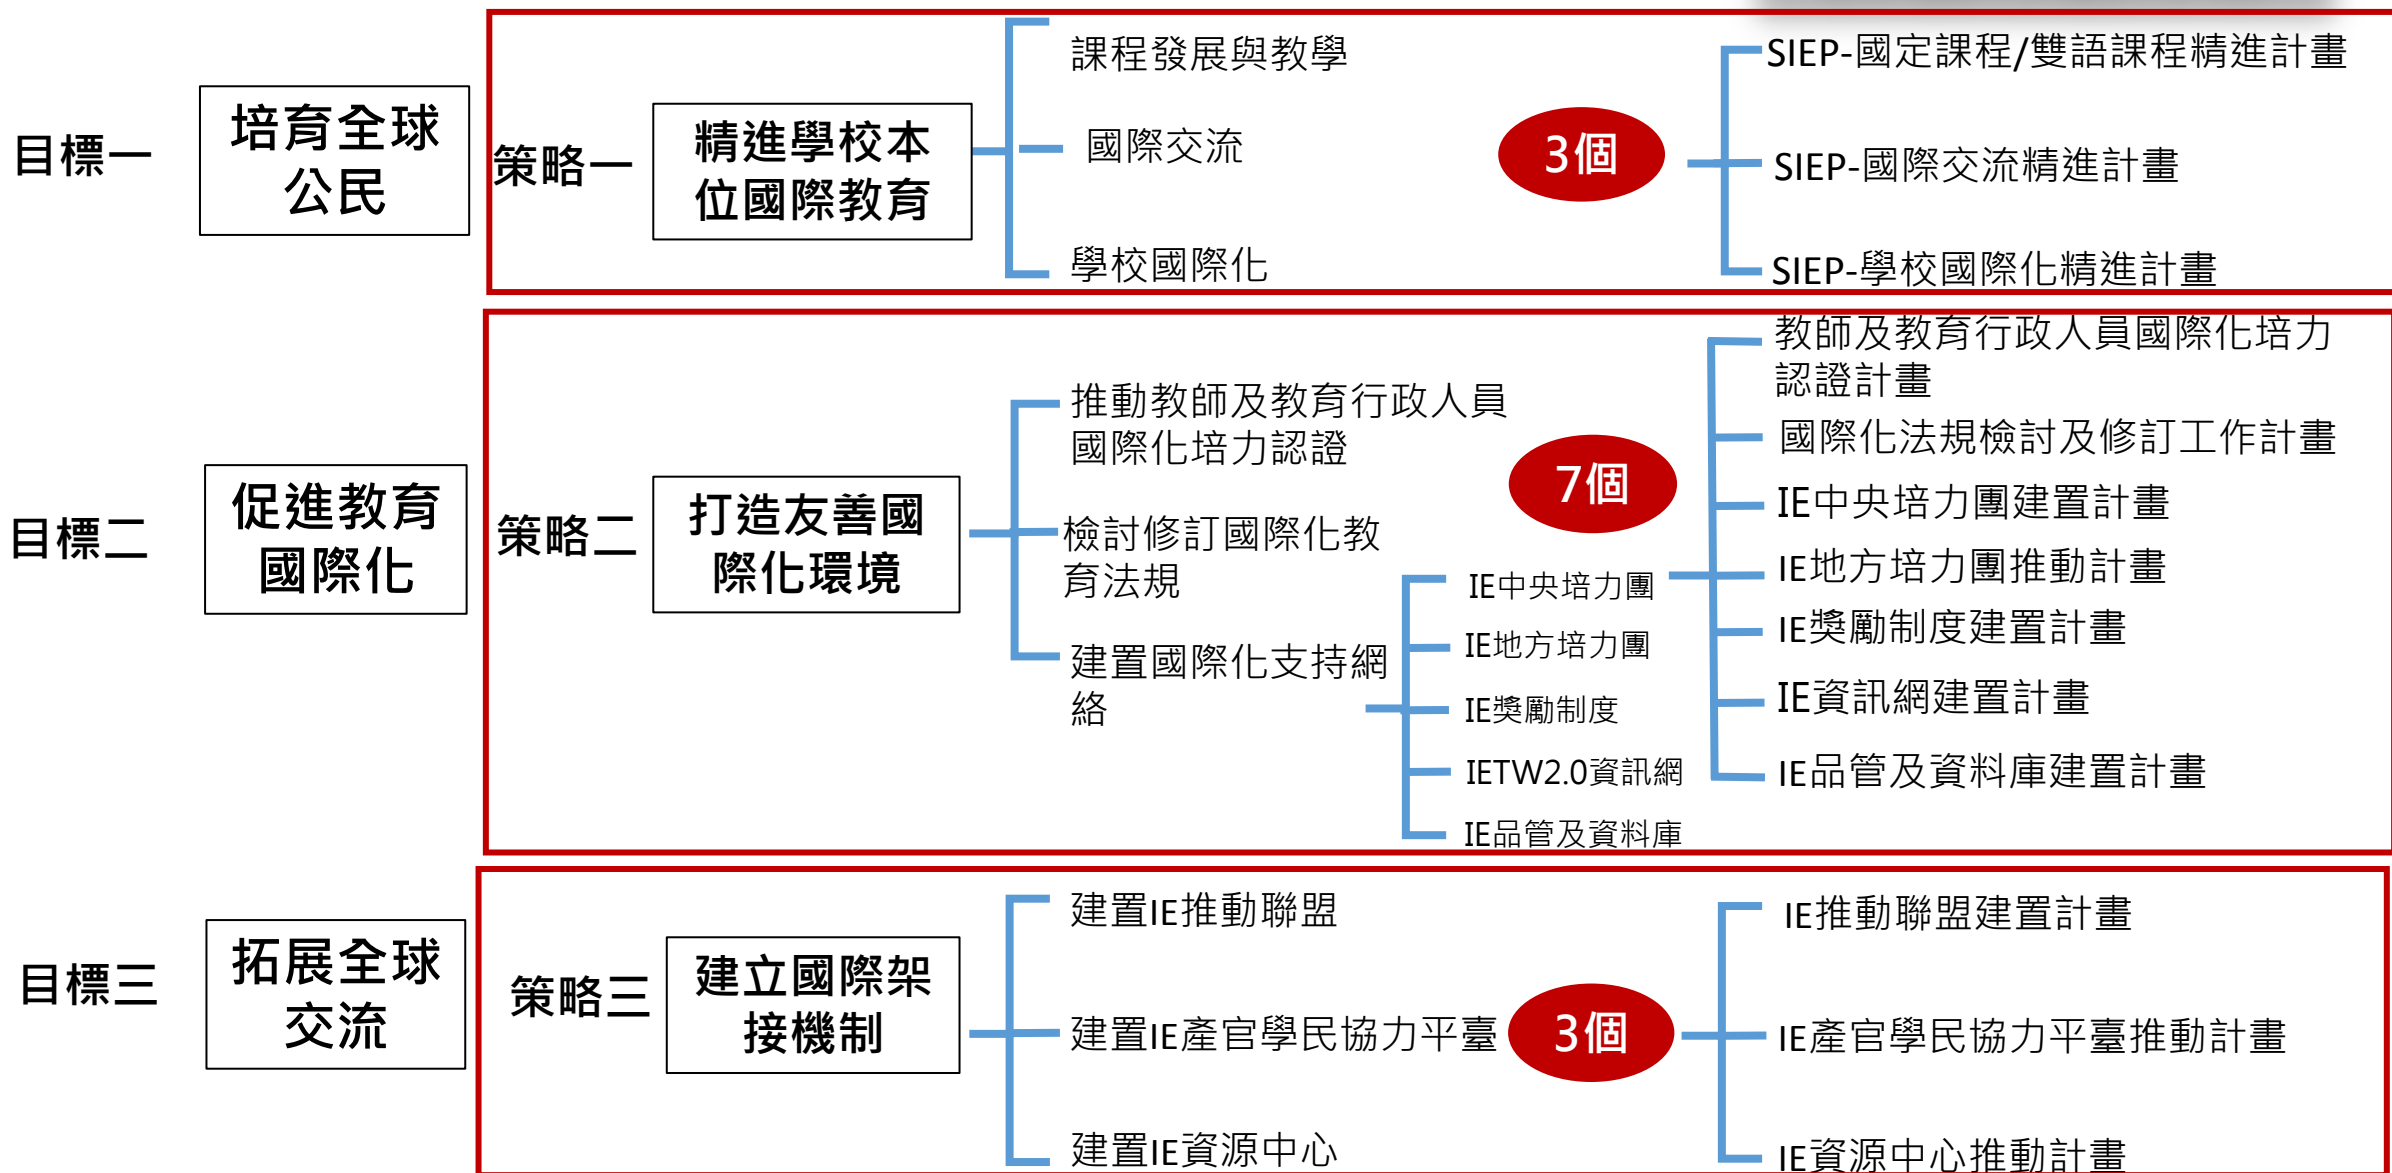 目標一
培育全球
公民
策略一
精進學校本
位國際教育
課程發展與教學
國際交流
學校國際化
3個
SIEP-國定課程/雙語課程精進計畫
SIEP-國際交流精進計畫
SIEP-學校國際化精進計畫
目標二
促進教育
國際化
策略二
打造友善國
際化環境
推動教師及教育行政人員
國際化培力認證
檢討修訂國際化教
育法規
建置國際化支持網
絡
IE中央培力團
IE地方培力團
IE獎勵制度
IETW2.0資訊網
IE品管及資料庫
7個
教師及教育行政人員國際化培力
認證計畫
國際化法規檢討及修訂工作計畫
IE中央培力團建置計畫
IE地方培力團推動計畫
IE獎勵制度建置計畫
IE資訊網建置計畫
IE品管及資料庫建置計畫
目標三
拓展全球
交流
策略三
建立國際架
接機制
建置IE推動聯盟
建置IE產官學民協力平臺
建置IE資源中心
3個
IE推動聯盟建置計畫
IE產官學民協力平臺推動計畫
IE資源中心推動計畫